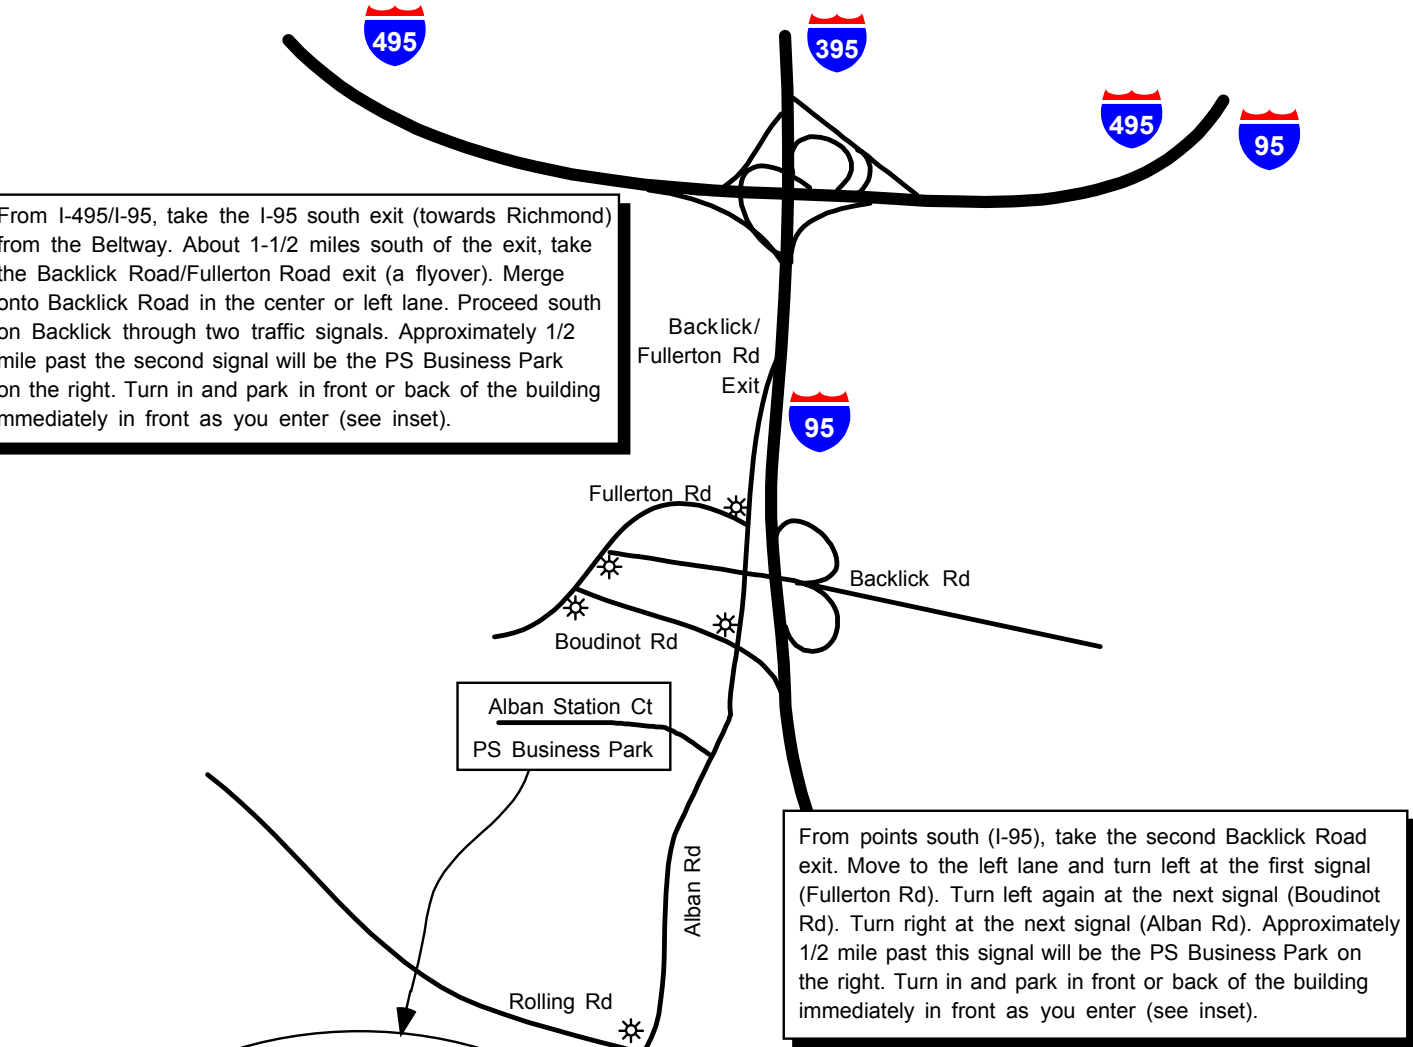 495
395
495
95
From I-495/I-95, take the I-95 south exit (towards Richmond)
from the Beltway. About 1-1/2 miles south of the exit, take
the Backlick Road/Fullerton Road exit (a flyover). Merge
onto Backlick Road in the center or left lane. Proceed south
on Backlick through two traffic signals. Approximately 1/2
mile past the second signal will be the PS Business Park
on the right. Turn in and park in front or back of the building
mmediately in front as you enter (see inset).
Backlick/
Fullerton Rd
Exit
95
Fullerton Rd
Backlick Rd
Boudinot Rd
Alban Station Ct
PS Business Park
Alban Rd
From points south (I-95), take the second Backlick Road
exit. Move to the left lane and turn left at the first signal
(Fullerton Rd). Turn left again at the next signal (Boudinot
Rd). Turn right at the next signal (Alban Rd). Approximately
1/2 mile past this signal will be the PS Business Park on
the right. Turn in and park in front or back of the building
immediately in front as you enter (see inset).
Rolling Rd